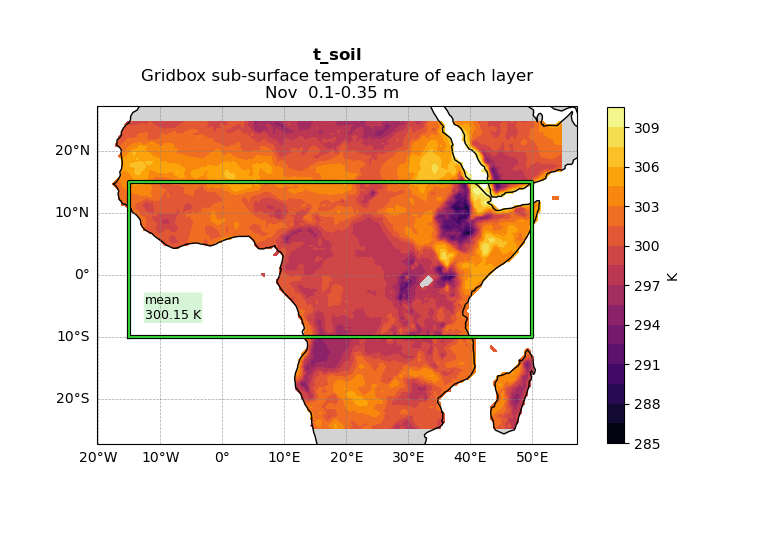 t_soil
Gridbox sub-surface temperature of each layer
Nov  0.1-0.35 m
20°N
10°N
0°
10°S
20°S
mean
300.15 K
20°W
10°W
0°
10°E
20°E
30°E
40°E
50°E
309
306
303
300
297
294
291
288
285
K